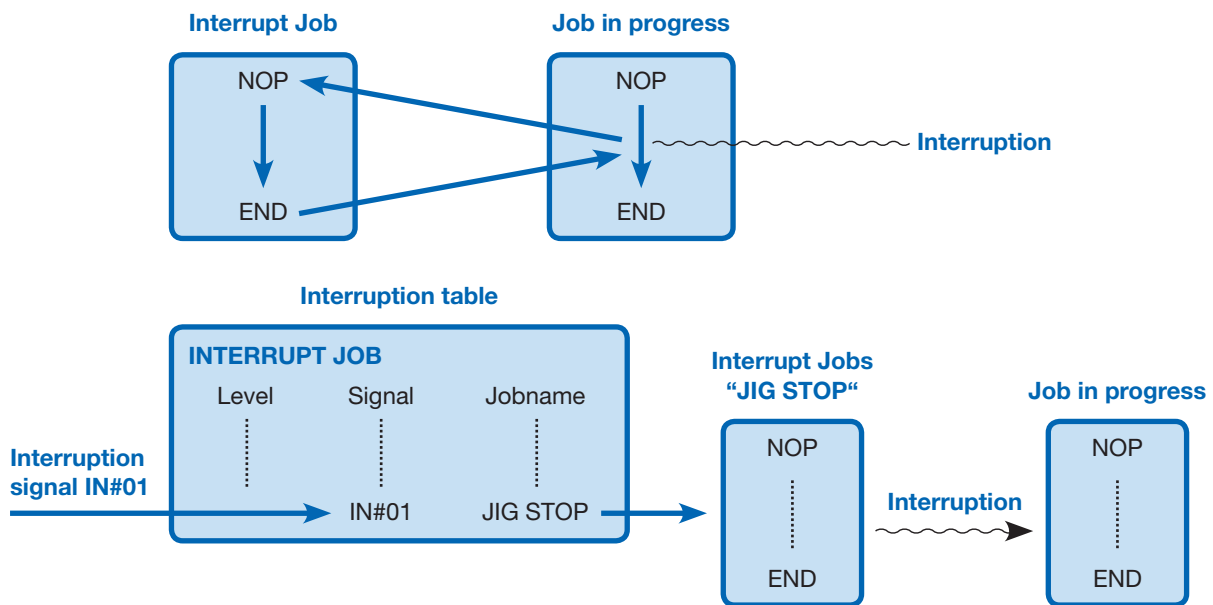 Interrupt Job
Job in progress
NOP
NOP
Interruption
END
END
Interruption table
INTERRUPT JOB
Level Signal Jobname
Interruption
signal IN#01
IN#01
JIG STOP
Interrupt Jobs
“JIG STOP“
Job in progress
NOP
NOP
Interruption
END
END